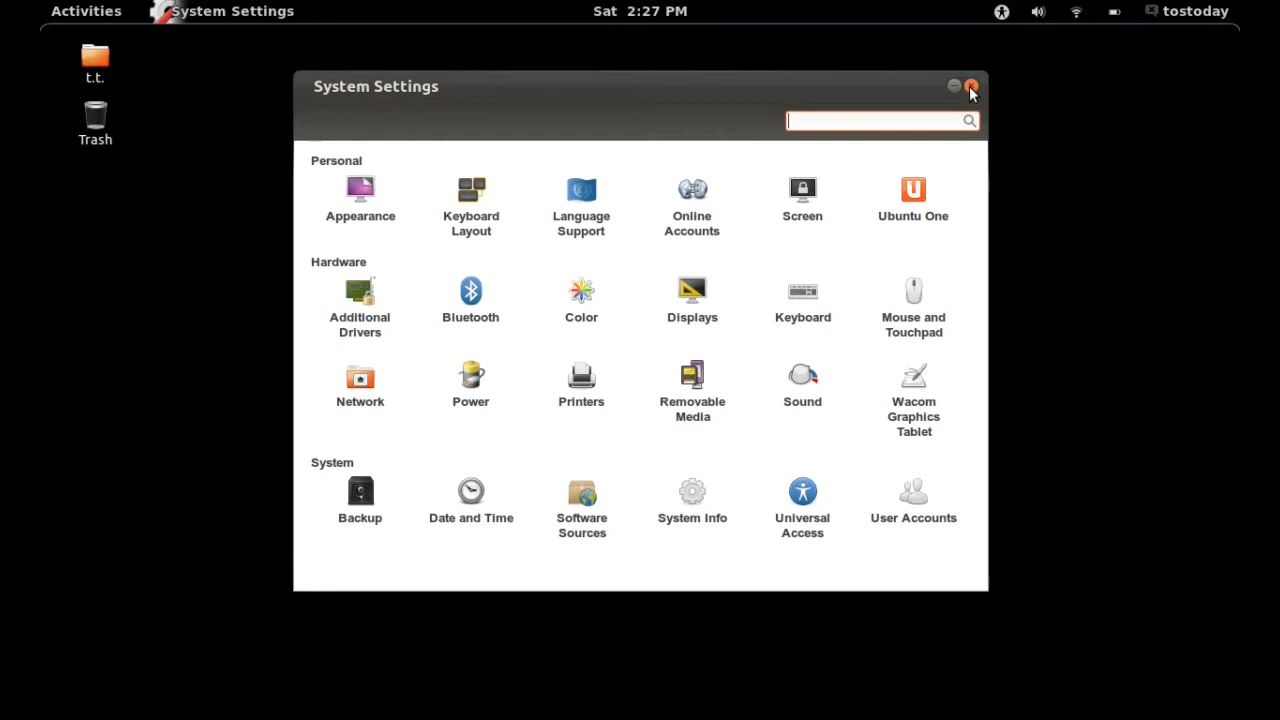 Activities System Settings Sat 2:27 PM tostoday
t.t.
Trash
System Settings
Personal
Appearance
Keyboard
Layout
Language
Support
Online
Accounts
Screen
Ubuntu One
Hardware
Additional
Drivers
Bluetooth
Color
Displays
Keyboard
Mouse and
Touchpad
Network
Power
Printers
Removable
Media
Sound
Wacom
Graphics
Tablet
System
Backup
Date and Time
Software
Sources
System Info
Universal
Access
User Accounts